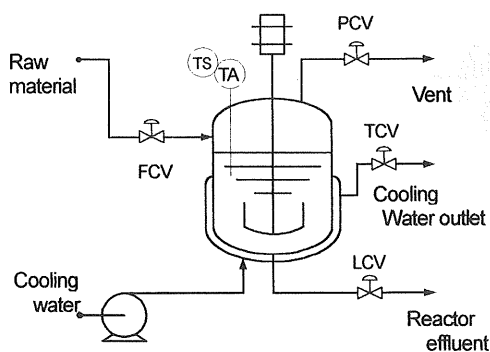 PCV
Raw
material
TS
TA
Vent
FCV
TCV
Cooling
Water outlet
Cooling
water
LCV
Reactor
effluent